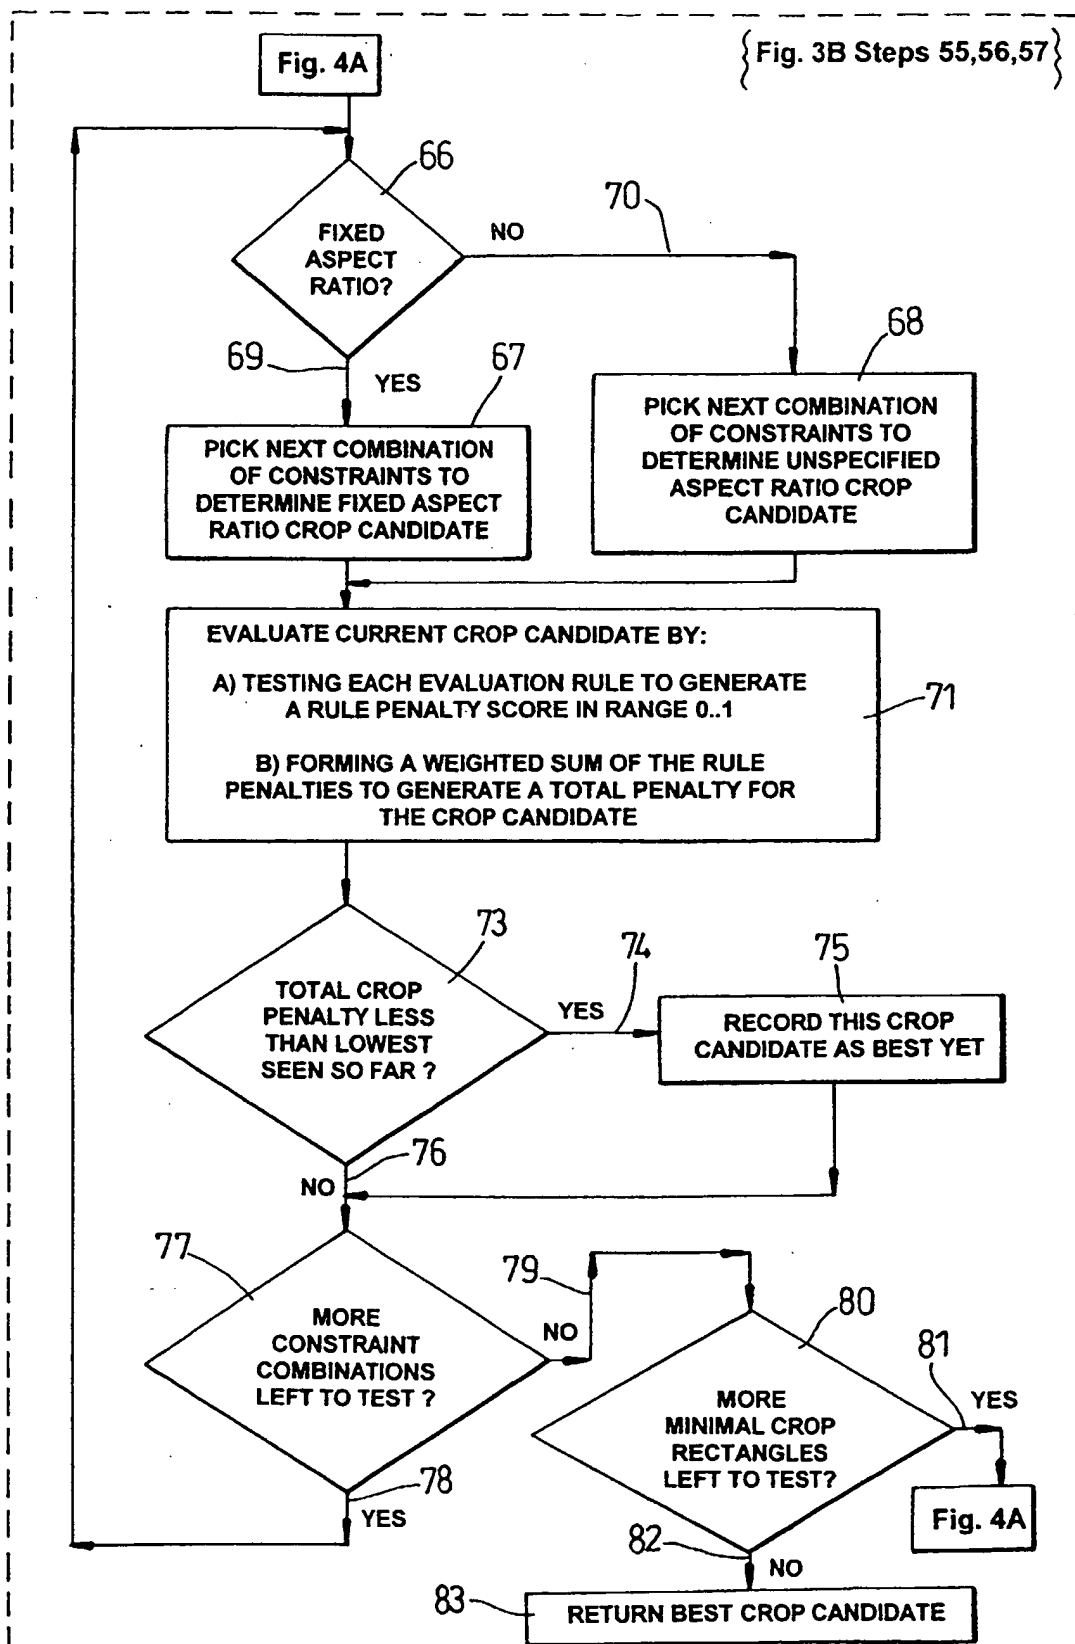 Fig. 4A
{Fig. 3B Steps 55,56,57}
66
FIXED
ASPECT
RATIO?
NO
70
69
YES
67
68
PICK NEXT COMBINATION
OF CONSTRAINTS TO
DETERMINE FIXED ASPECT
RATIO CROP CANDIDATE
PICK NEXT COMBINATION
OF CONSTRAINTS TO
DETERMINE UNSPECIFIED
ASPECT RATIO CROP
CANDIDATE
EVALUATE CURRENT CROP CANDIDATE BY:
A) TESTING EACH EVALUATION RULE TO GENERATE
A RULE PENALTY SCORE IN RANGE 0..1
B) FORMING A WEIGHTED SUM OF THE RULE
PENALTIES TO GENERATE A TOTAL PENALTY FOR
THE CROP CANDIDATE
71
73
TOTAL CROP
PENALTY LESS
THAN LOWEST
SEEN SO FAR ?
YES
74
75
RECORD THIS CROP
CANDIDATE AS BEST YET
76
NO
77
MORE
CONSTRAINT
COMBINATIONS
LEFT TO TEST ?
NO
79
78
YES
80
MORE
MINIMAL CROP
RECTANGLES
LEFT TO TEST?
81
YES
Fig. 4A
82
NO
83
RETURN BEST CROP CANDIDATE